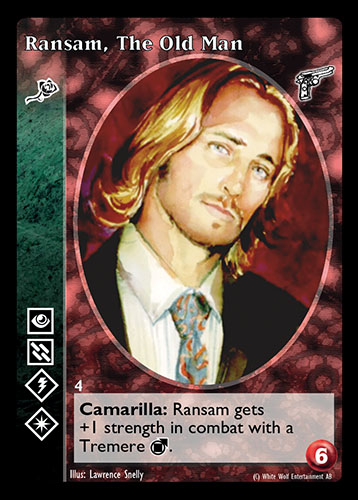 Ransam, The Old Man
4
Camarilla: Ransam gets
+1 strength in combat with a
Tremere .
6
Illus: Lawrence Snelly
(C) White Wolf Entertainment AB